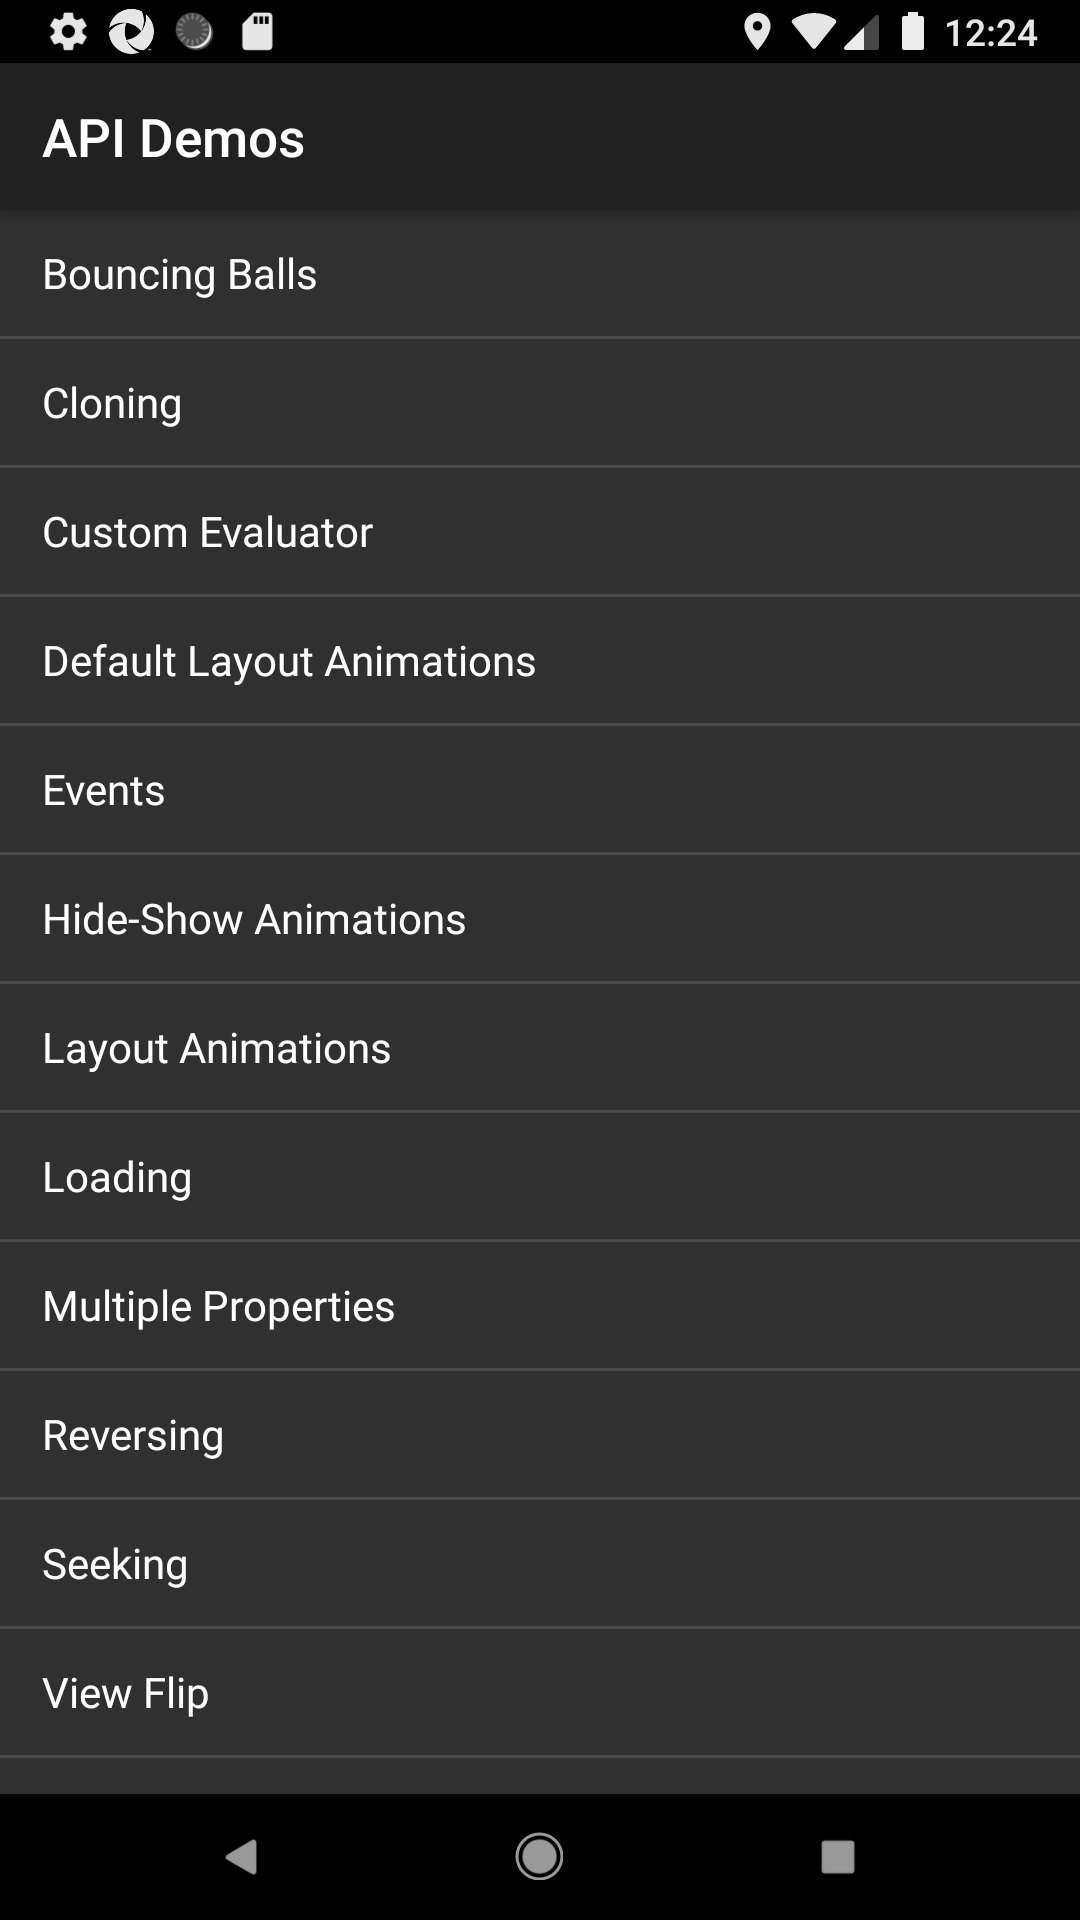 12:24
API Demos
Bouncing Balls
Cloning
Custom Evaluator
Default Layout Animations
Events
Hide-Show Animations
Layout Animations
Loading
Multiple Properties
Reversing
Seeking
View Flip